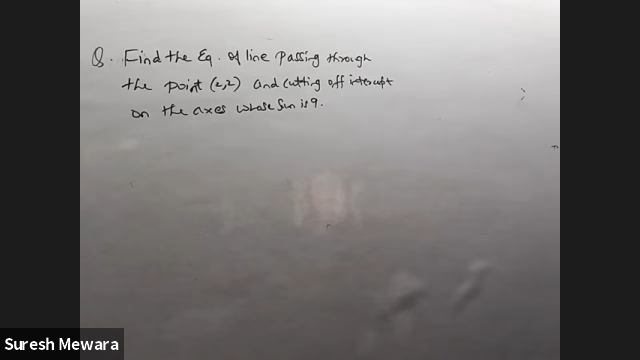 Q. Find the Eq. of line passing through
the point (2,2) and cutting off intercept
on the axes whose sum is 9.
Suresh Mewara